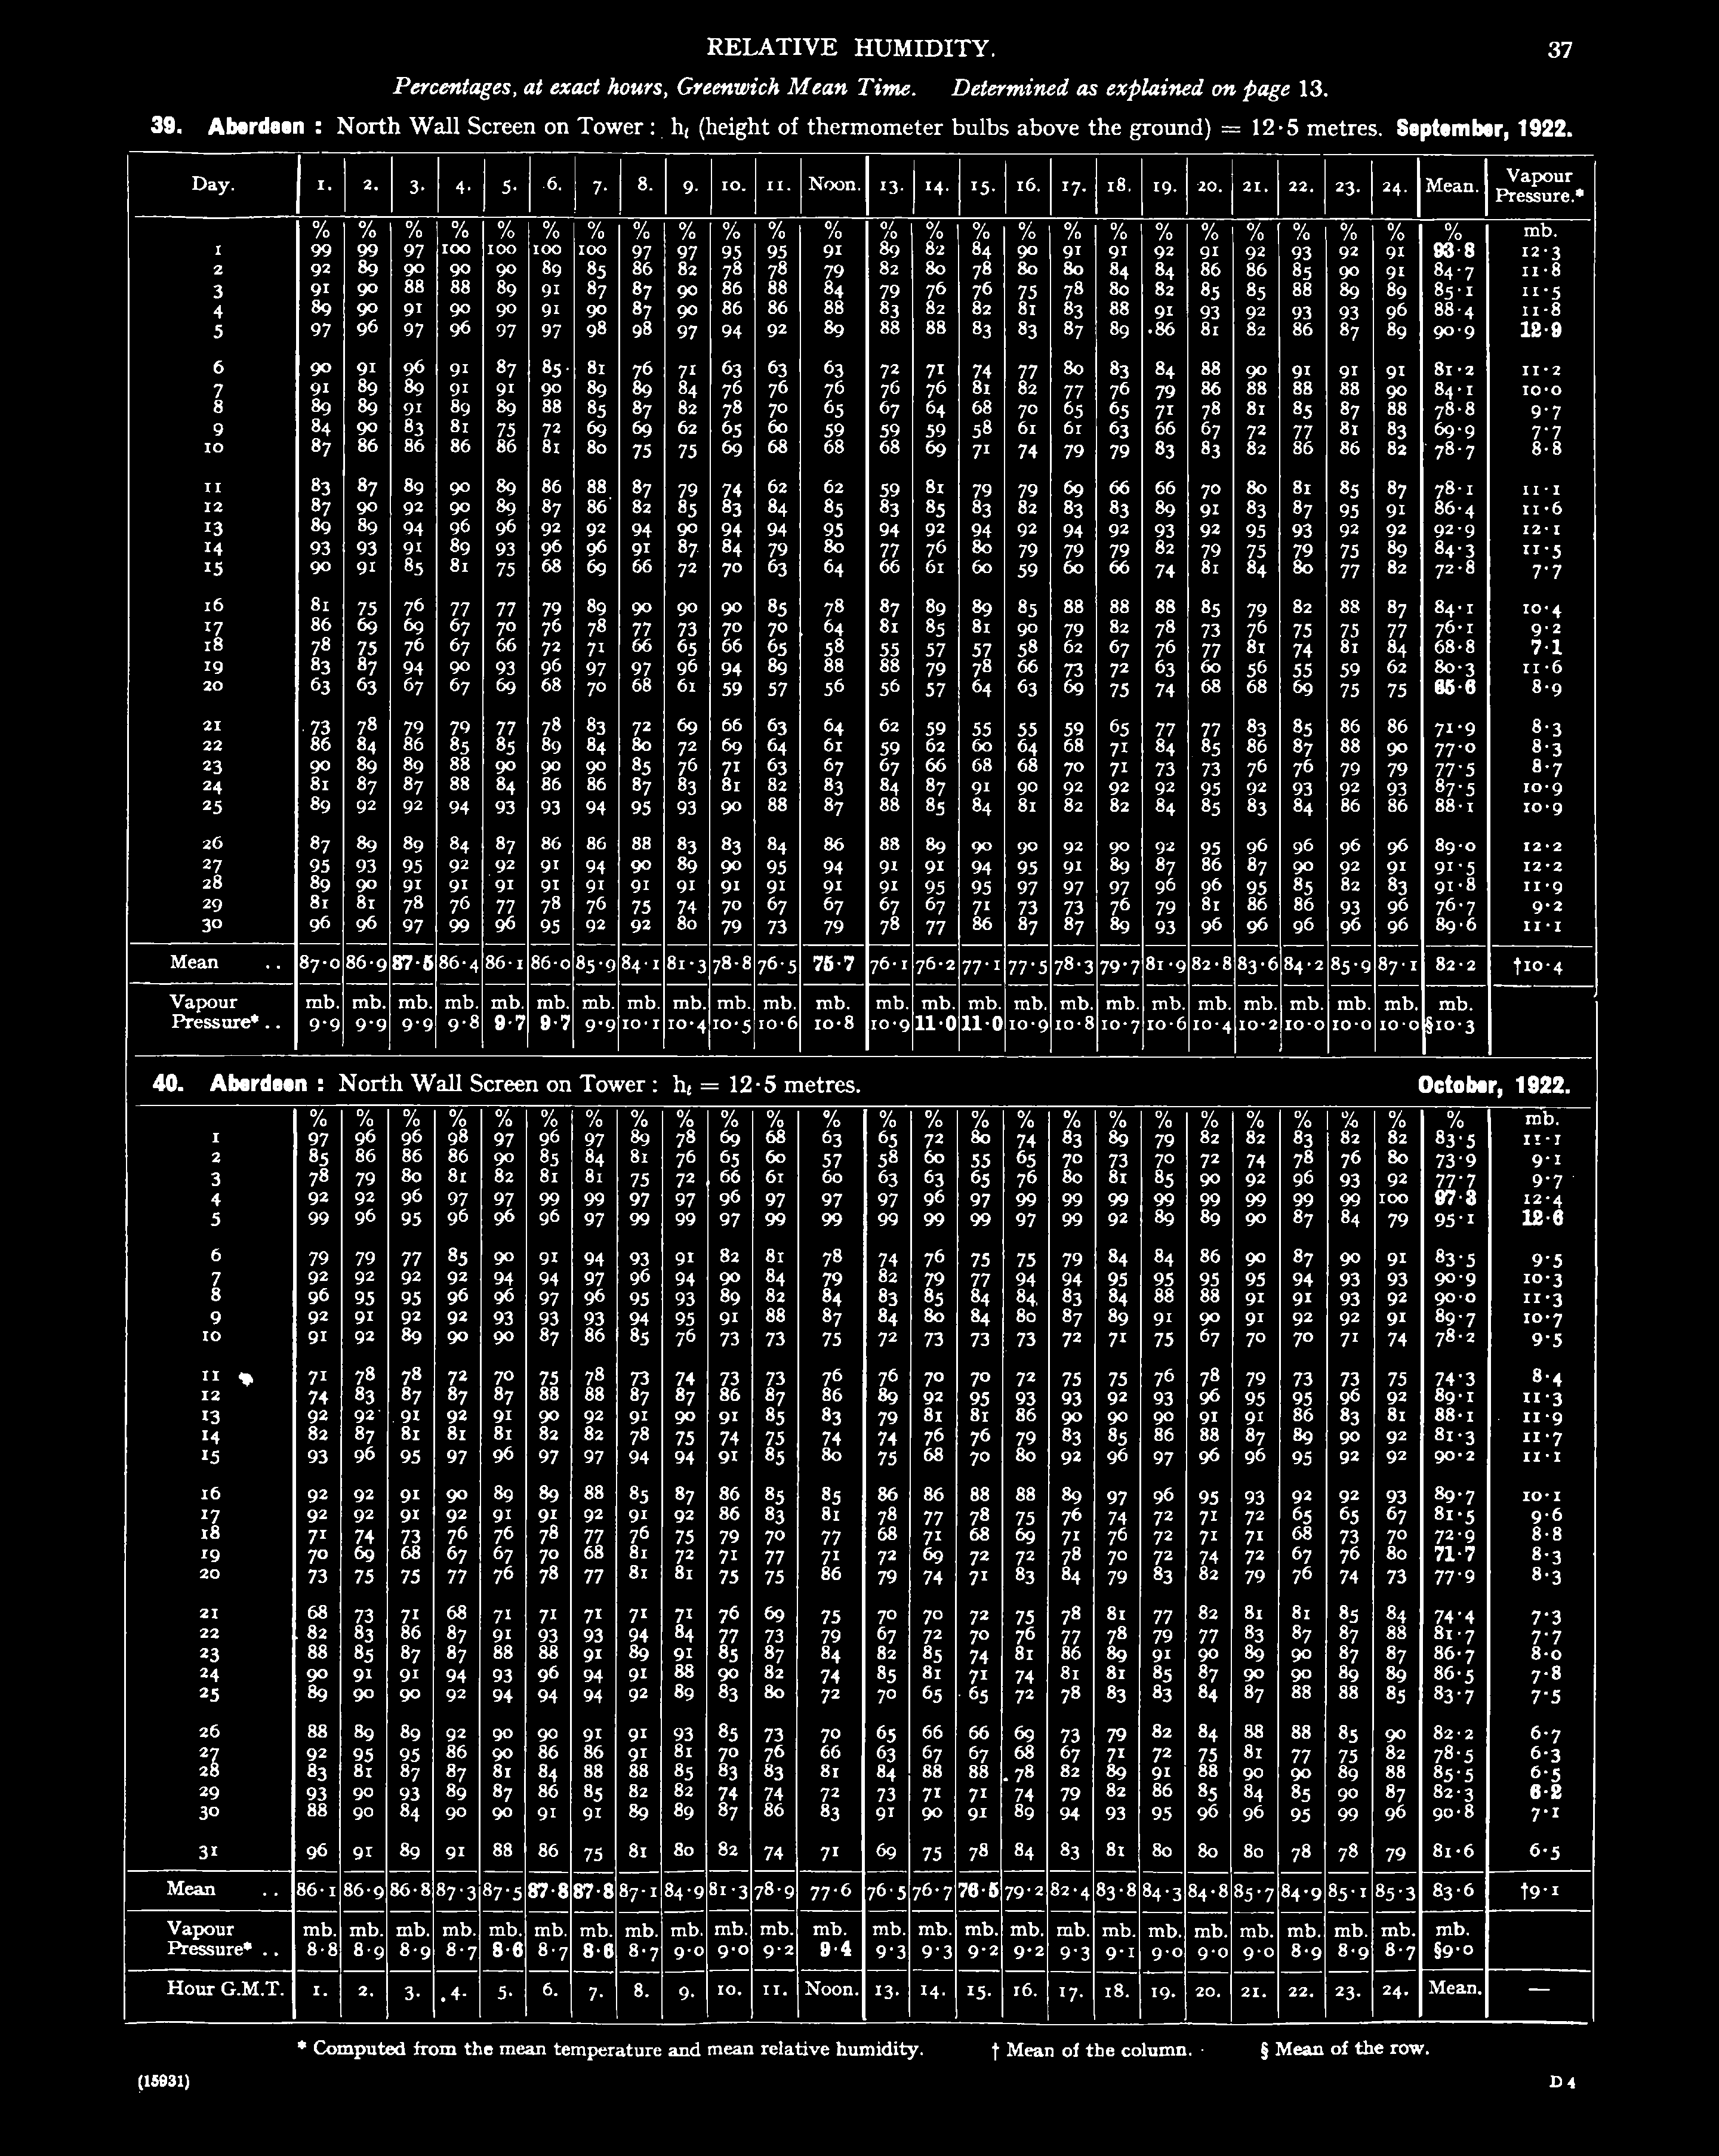 RELATIVE HUMIDITY. 37
Percentages, at exact hours, Greenwich Mean Time. Determined as explained on page 13.
39. Aberdeen : North Wall Screen on Tower : ht (height of thermometer bulbs above the ground) = 12·5 metres. September, 1922.
Day. 1. 2. 3. 4. 5. 6. 7. 8. 9. 10. 11. Noon. 13. 14. 15. 16. 17. 18. 19. 20. 21. 22. 23. 24. Mean. Vapour Pressure.*
% % % % % % % % % % % % % % % % % % % % % % % % % mb.
1 99 99 97 100 100 100 100 97 97 95 95 91 89 82 84 90 91 91 92 91 92 93 92 91 93·8 12·3
2 92 89 90 90 90 89 85 86 82 78 78 79 82 80 78 80 80 84 84 86 86 85 90 91 84·7 11·8
3 91 90 88 88 89 91 87 87 90 86 88 84 79 76 76 75 78 80 82 85 85 88 89 89 85·1 11·5
4 89 90 91 90 90 91 90 87 90 86 86 88 83 82 82 81 83 88 91 93 92 93 93 96 88·4 11·8
5 97 96 97 96 97 97 98 98 97 94 92 89 88 88 83 83 87 89 86 81 82 86 87 89 90·9 12·9
6 90 91 96 91 87 85 81 76 71 63 63 63 72 71 74 77 80 83 84 88 90 91 91 91 81·2 11·2
7 91 89 89 91 91 90 89 89 84 76 76 76 76 76 81 82 77 76 79 86 88 88 88 90 84·1 10·0
8 89 89 91 89 89 88 85 87 82 78 70 65 67 64 68 70 65 65 71 78 81 85 87 88 78·8 9·7
9 84 90 83 81 75 72 69 69 62 65 60 59 59 59 58 61 61 63 66 67 72 77 81 83 69·9 7·7
10 87 86 86 86 86 81 80 75 75 69 68 68 68 69 71 74 79 79 83 83 82 86 86 82 78·7 8·8
11 83 87 89 90 89 86 88 87 79 74 62 62 59 81 79 79 69 66 66 70 80 81 85 87 78·1 11·1
12 87 90 92 90 89 87 86 82 85 83 84 85 83 85 83 82 83 83 89 91 83 87 95 91 86·4 11·6
13 89 89 94 96 96 92 92 94 90 94 94 95 94 92 94 92 94 92 93 92 95 93 92 92 92·9 12·1
14 93 93 91 89 93 96 96 91 87 84 79 80 77 76 80 79 79 79 82 79 75 79 75 89 84·3 11·5
15 90 91 85 81 75 68 69 66 72 70 63 64 66 61 60 59 60 66 74 81 84 80 77 82 72·8 7·7
16 81 75 76 77 77 79 89 90 90 90 85 78 87 89 89 85 88 88 88 85 79 82 88 87 84·1 10·4
17 86 69 69 67 70 76 78 77 73 70 70 64 81 85 81 90 79 82 78 73 76 75 75 77 76·1 9·2
18 78 75 76 67 66 72 71 66 65 66 65 58 55 57 57 58 62 67 76 77 81 74 81 84 68·8 7·1
19 83 87 94 90 93 96 97 97 96 94 89 88 88 79 78 66 73 72 63 60 56 55 59 62 80·3 11·6
20 63 63 67 67 69 68 70 68 61 59 57 56 56 57 64 63 69 75 74 68 68 69 75 75 65·6 8·9
21 73 78 79 79 77 78 83 72 69 66 63 64 62 59 55 55 59 65 77 77 83 85 86 86 71·9 8·3
22 86 84 86 85 85 89 84 80 72 69 64 61 59 62 60 64 68 71 84 85 86 87 88 90 77·0 8·3
23 90 89 89 88 90 90 90 85 76 71 63 67 67 66 68 68 70 71 73 73 76 76 79 79 77·5 8·7
24 81 87 87 88 84 86 86 87 83 81 82 83 84 87 91 90 92 92 92 95 92 93 92 93 87·5 10·9
25 89 92 92 94 93 93 94 95 93 90 88 87 88 85 84 81 82 82 84 85 83 84 86 86 88·1 10·9
26 87 89 89 84 87 86 86 88 83 83 84 86 88 89 90 90 92 90 92 95 96 96 96 96 89·0 12·2
27 95 93 95 92 92 91 94 90 89 90 95 94 91 91 94 95 91 89 87 86 87 90 92 91 91·5 12·2
28 89 90 91 91 91 91 91 91 91 91 91 91 91 95 95 97 97 97 96 96 95 85 82 83 91·8 11·9
29 81 81 78 76 77 78 76 75 74 70 67 67 67 67 71 73 73 76 79 81 86 86 93 96 76·7 9·2
30 96 96 97 99 96 95 92 92 80 79 73 79 78 77 86 87 87 89 93 96 96 96 96 96 89·6 11·1
Mean .. 87·0 86·9 87·5 86·4 86·1 86·0 85·9 84·1 81·3 78·8 76·5 75·7 76·1 76·2 77·1 77·5 78·3 79·7 81·9 82·8 83·6 84·2 85·9 87·1 82·2 †10·4
Vapour mb. mb. mb. mb. mb. mb. mb. mb. mb. mb. mb. mb. mb. mb. mb. mb. mb. mb. mb. mb. mb. mb. mb. mb. mb.
Pressure* .. 9·9 9·9 9·9 9·8 9·7 9·7 9·9 10·1 10·4 10·5 10·6 10·8 10·9 11·0 11·0 10·9 10·8 10·7 10·6 10·4 10·2 10·0 10·0 10·0 §10·3
40. Aberdeen : North Wall Screen on Tower : ht = 12·5 metres. October, 1922.
% % % % % % % % % % % % % % % % % % % % % % % % % mb.
1 97 96 96 98 97 96 97 89 78 69 68 63 65 72 80 74 83 89 79 82 82 83 82 82 83·5 11·1
2 85 86 86 86 90 85 84 81 76 65 60 57 58 60 55 65 70 73 70 72 74 78 76 80 73·9 9·1
3 78 79 80 81 82 81 81 75 72 66 61 60 63 63 65 76 80 81 85 90 92 96 93 92 77·7 9·7
4 92 92 96 97 97 99 99 97 97 96 97 97 97 96 97 99 99 99 99 99 99 99 99 100 97·3 12·4
5 99 96 95 96 96 96 97 99 99 97 99 99 99 99 99 97 99 92 89 89 90 87 84 79 95·1 12·6
6 79 79 77 85 90 91 94 93 91 82 81 78 74 76 75 75 79 84 84 86 90 87 90 91 83·5 9·5
7 92 92 92 92 94 94 97 96 94 90 84 79 82 79 77 94 94 95 95 95 95 94 93 93 90·9 10·3
8 96 95 95 96 96 97 96 95 93 89 82 84 83 85 84 84 83 84 88 88 91 91 93 92 90·0 11·3
9 92 91 92 92 93 93 93 94 95 91 88 87 84 80 84 80 87 89 91 90 91 92 92 91 89·7 10·7
10 91 92 89 90 90 87 86 85 76 73 73 75 72 73 73 73 72 71 75 67 70 70 71 74 78·2 9·5
11 71 78 78 72 70 75 78 73 74 73 73 76 76 70 70 72 75 75 76 78 79 73 73 75 74·3 8·4
12 74 83 87 87 87 88 88 87 87 86 87 86 89 92 95 93 93 92 93 96 95 95 96 92 89·1 11·3
13 92 92 91 92 91 90 92 91 90 91 85 83 79 81 81 86 90 90 90 91 91 86 83 81 88·1 11·9
14 82 87 81 81 81 82 82 78 75 74 75 74 74 76 76 79 83 85 86 88 87 89 90 92 81·3 11·7
15 93 96 95 97 96 97 97 94 94 91 85 80 75 68 70 80 92 96 97 96 96 95 92 92 90·2 11·1
16 92 92 91 90 89 89 88 85 87 86 85 85 86 86 88 88 89 97 96 95 93 92 92 93 89·7 10·1
17 92 92 91 92 91 91 92 91 92 86 83 81 78 77 78 75 76 74 72 71 72 65 65 67 81·5 9·6
18 71 74 73 76 76 78 77 76 75 79 70 77 68 71 68 69 71 76 72 71 71 68 73 70 72·9 8·8
19 70 69 68 67 67 70 68 81 72 71 77 71 72 69 72 72 78 70 72 74 72 67 76 80 71·7 8·3
20 73 75 75 77 76 78 77 81 81 75 75 86 79 74 71 83 84 79 83 82 79 76 74 73 77·9 8·3
21 68 73 71 68 71 71 71 71 71 76 69 75 70 70 72 75 78 81 77 82 81 81 85 84 74·4 7·3
22 82 83 86 87 91 93 93 94 84 77 73 79 67 72 70 76 77 78 79 77 83 87 87 88 81·7 7·7
23 88 85 87 87 88 88 91 89 91 85 87 84 82 85 74 81 86 89 91 90 89 90 87 87 86·7 8·0
24 90 91 91 94 93 96 94 91 88 90 82 74 85 81 71 74 81 81 85 87 90 90 89 89 86·5 7·8
25 89 90 90 92 94 94 94 92 89 83 80 72 70 65 65 72 78 83 83 84 87 88 88 85 83·7 7·5
26 88 89 89 92 90 90 91 91 93 85 73 70 65 66 66 69 73 79 82 84 88 88 85 90 82·2 6·7
27 92 95 95 86 90 86 86 91 81 70 76 66 63 67 67 68 67 71 72 75 81 77 75 82 78·5 6·3
28 83 81 87 87 81 84 88 88 85 83 83 81 84 88 88 78 82 89 91 88 90 90 89 88 85·5 6·5
29 93 90 93 89 87 86 85 82 82 74 74 72 73 71 71 74 79 82 86 85 84 85 90 87 82·3 6·2
30 88 90 84 90 90 91 91 89 89 87 86 83 91 90 91 89 94 93 95 96 96 95 99 96 90·8 7·1
31 96 91 89 91 88 86 75 81 80 82 74 71 69 75 78 84 83 81 80 80 80 78 78 79 81·6 6·5
Mean .. 86·1 86·9 86·8 87·3 87·5 87·8 87·8 87·1 84·9 81·3 78·9 77·6 76·5 76·7 76·5 79·2 82·4 83·8 84·3 84·8 85·7 84·9 85·1 85·3 83·6 †9·1
Vapour mb. mb. mb. mb. mb. mb. mb. mb. mb. mb. mb. mb. mb. mb. mb. mb. mb. mb. mb. mb. mb. mb. mb. mb. mb.
Pressure* .. 8·8 8·9 8·9 8·7 8·6 8·7 8·6 8·7 9·0 9·0 9·2 9·4 9·3 9·3 9·2 9·2 9·3 9·1 9·0 9·0 9·0 8·9 8·9 8·7 §9·0
Hour G.M.T. 1. 2. 3. 4. 5. 6. 7. 8. 9. 10. 11. Noon. 13. 14. 15. 16. 17. 18. 19. 20. 21. 22. 23. 24. Mean. —
* Computed from the mean temperature and mean relative humidity. † Mean of the column. § Mean of the row.
(15931) D 4